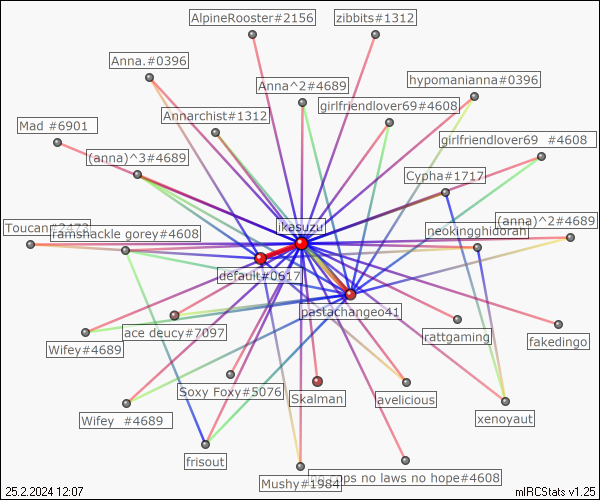 AlpineRooster#2156
zibbits#1312
Anna.#0396
hypomanianna#0396
Anna^2#4689
girlfriendlover69#4608
Annarchist#1312
Mad #6901
girlfriendlover69 #4608
(anna)^3#4689
Cypha#1717
(anna)^2#4689
Toucan#2473
ramshackle gorey#4608
ikasuzu
neokingghidorah
default#0617
pastachangeo41
ace deucy#7097
rattgaming
fakedingo
Wifey#4689
Soxy Foxy#5076
Skalman
avelicious
Wifey #4689
xenoyaut
frisout
Mushy#1984
no laws no hope#4608
25.2.2024 12:07
mIRCStats v1.25